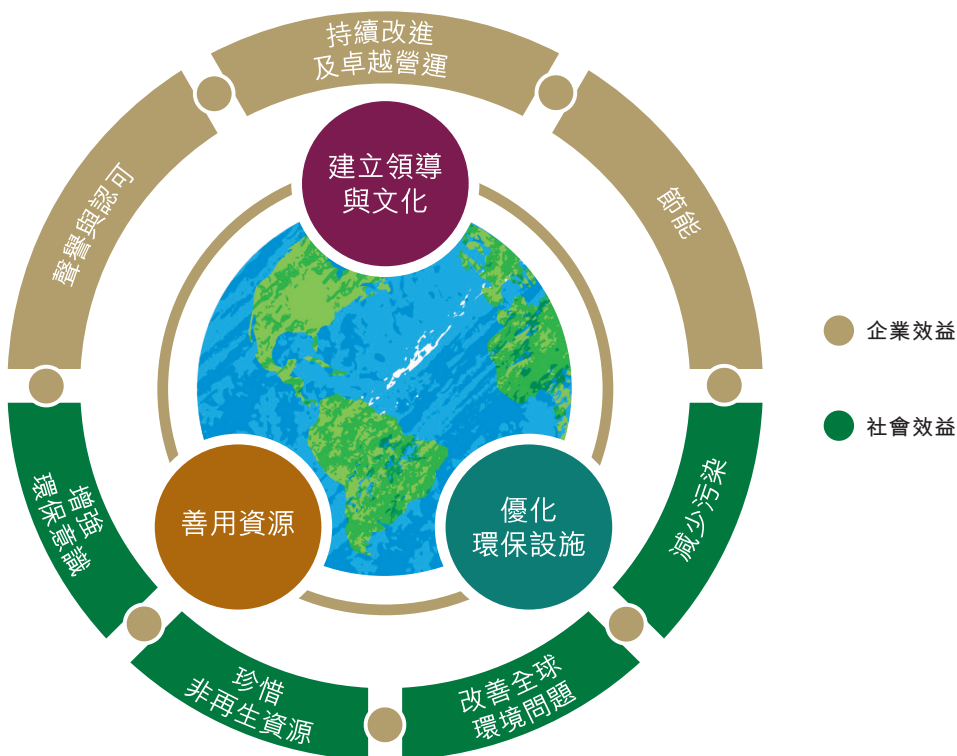 持續改進
及卓越營運
建立領導
與文化
聲譽與認可
節能
企業效益
社會效益
增強
環保意識
善用資源
優化
環保設施
減少污染
珍惜
非再生資源
改善全球
環境問題